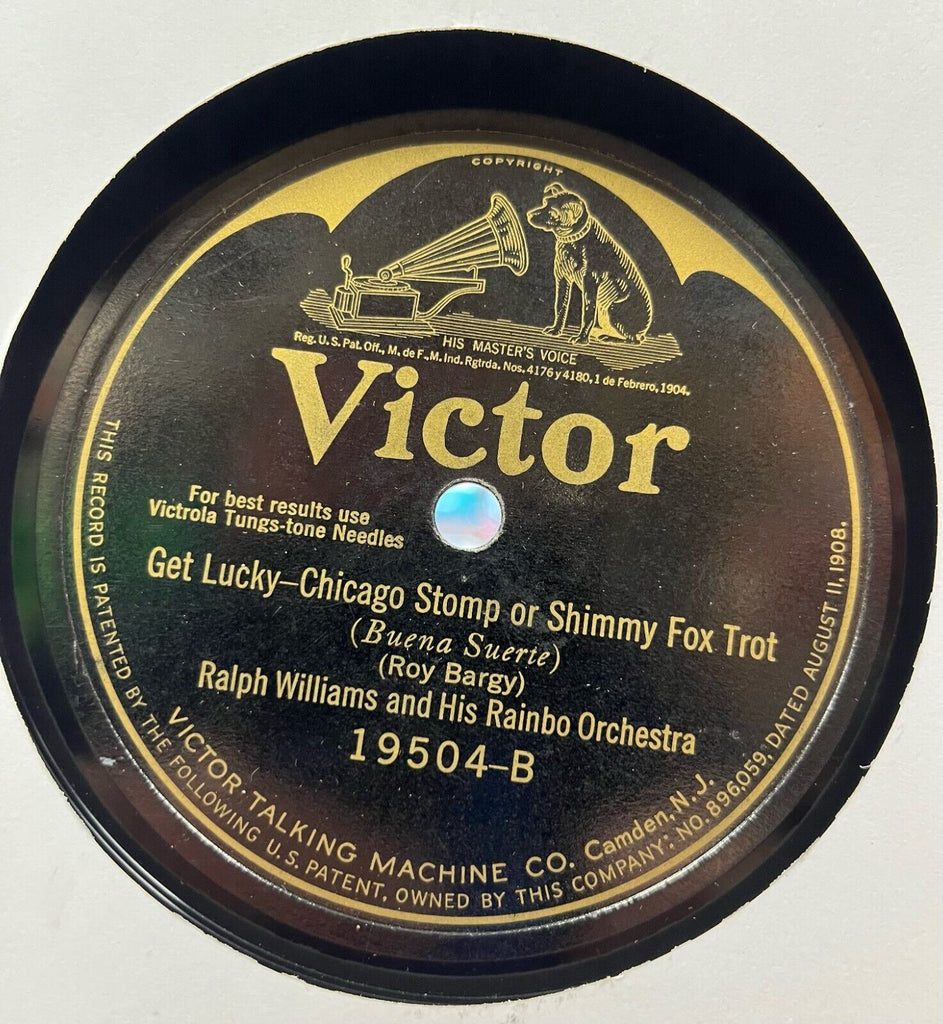 COPYRIGHT
HIS MASTER'S VOICE
Reg. U.S. Pat. Off., M. de F., M. Ind. Rgtrda. Nos. 4176 y 4180, 1 de Febrero, 1904.
Victor
For best results use
Victrola Tungs-tone Needles
Get Lucky–Chicago Stomp or Shimmy Fox Trot
(Buena Suerte)
(Roy Bargy)
Ralph Williams and His Rainbo Orchestra
19504–B
VICTOR TALKING MACHINE CO. Camden, N.J.
THIS RECORD IS PATENTED BY THE FOLLOWING U.S. PATENT, OWNED BY THIS COMPANY: NO. 896,059, DATED AUGUST 11, 1908.